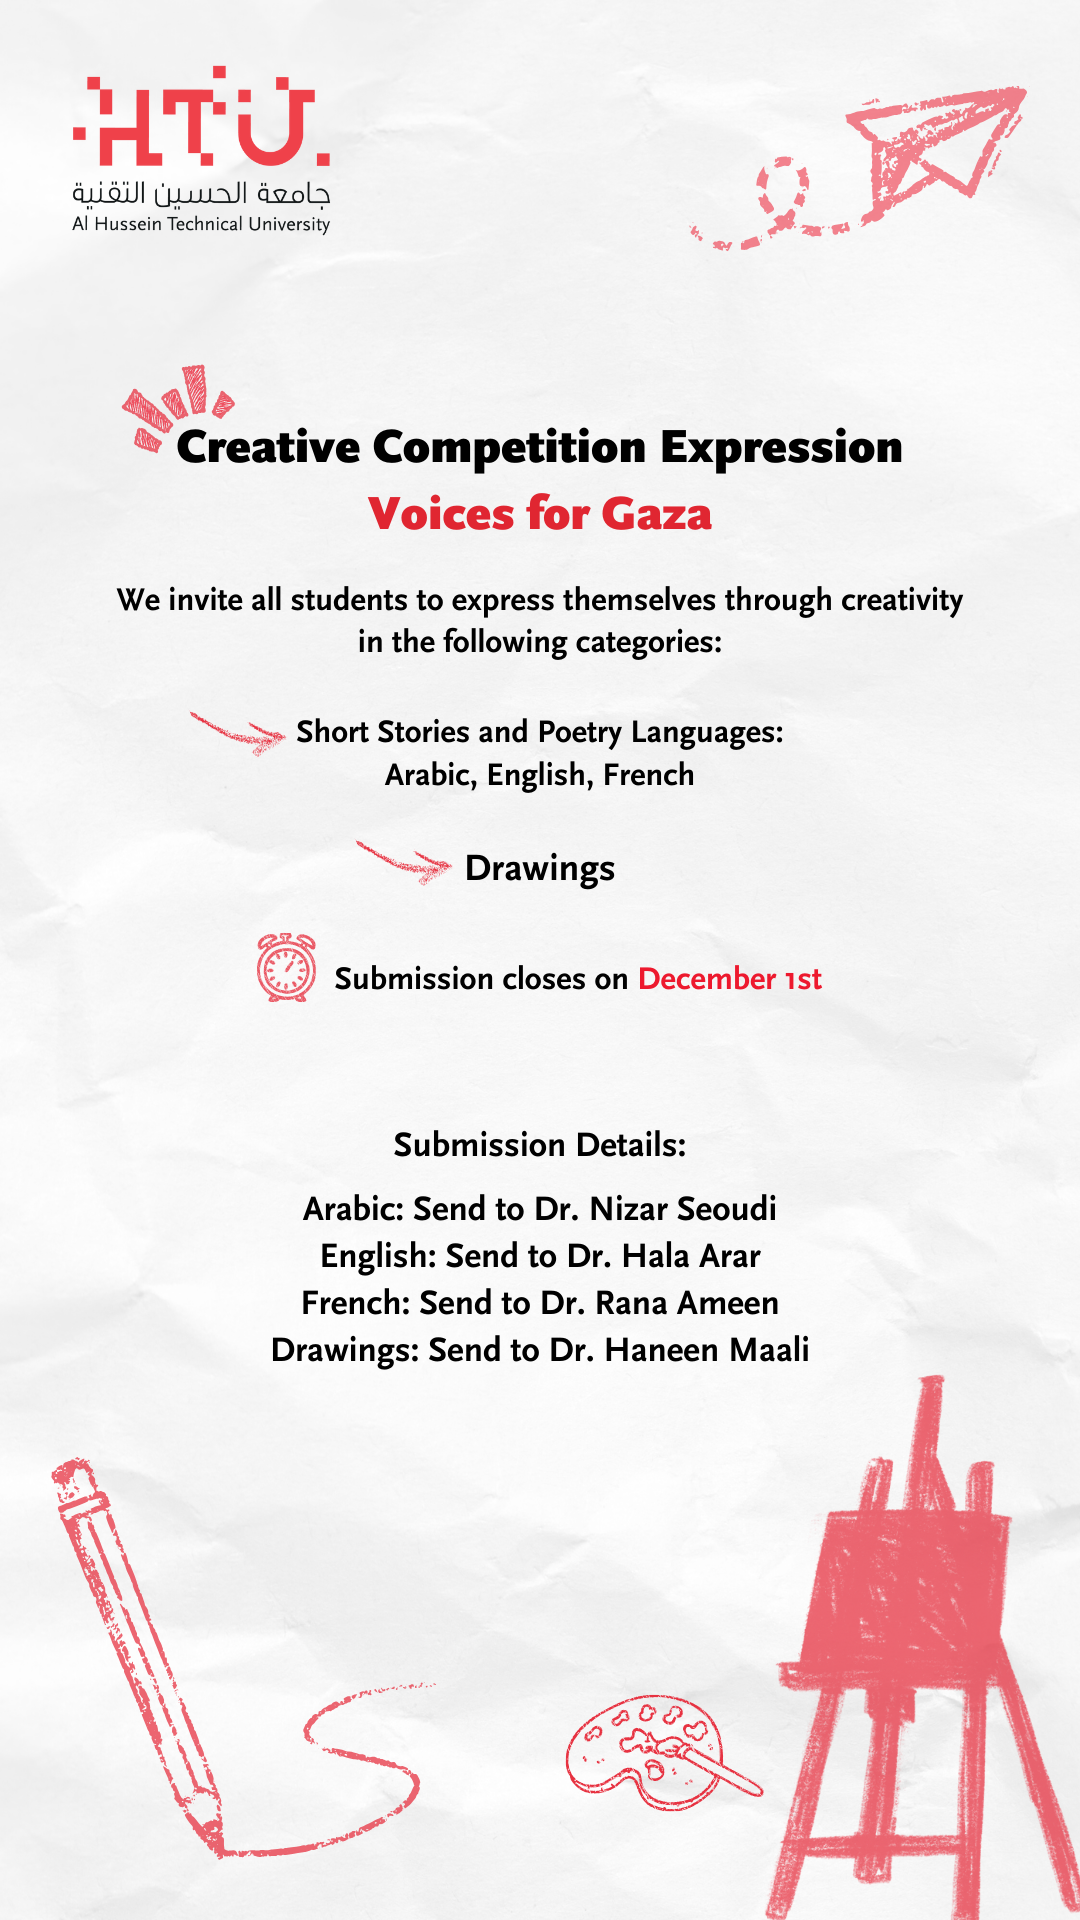 HTU
جامعة الحسين التقنية
Al Hussein Technical University
Creative Competition Expression
Voices for Gaza
We invite all students to express themselves through creativity
in the following categories:
Short Stories and Poetry Languages:
Arabic, English, French
Drawings
Submission closes on December 1st
Submission Details:
Arabic: Send to Dr. Nizar Seoudi
English: Send to Dr. Hala Arar
French: Send to Dr. Rana Ameen
Drawings: Send to Dr. Haneen Maali